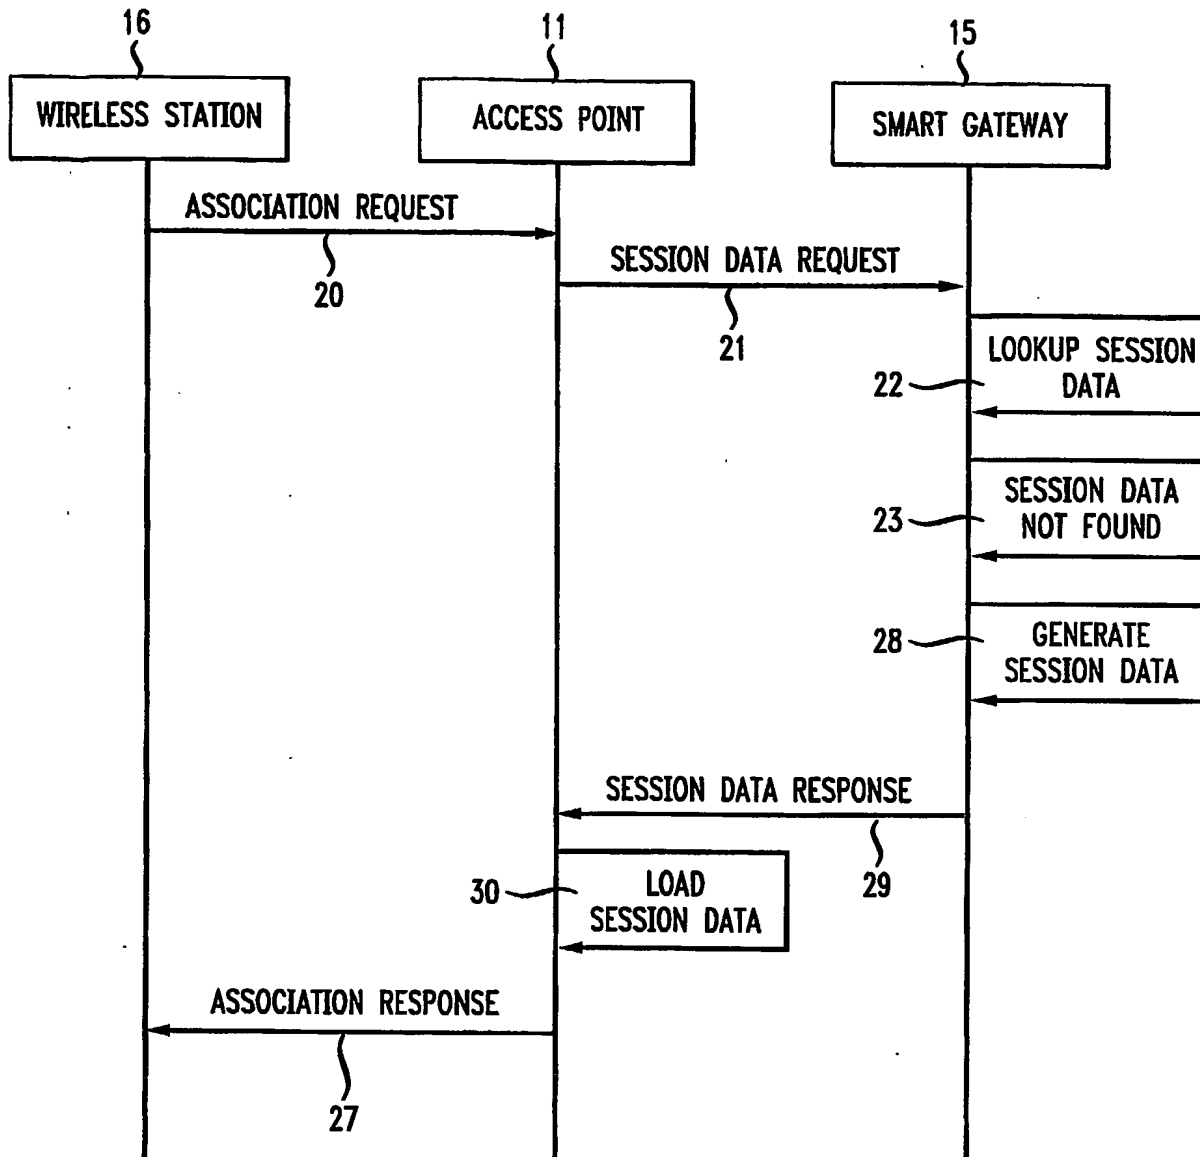 16
11
15
WIRELESS STATION
ACCESS POINT
SMART GATEWAY
ASSOCIATION REQUEST
20
SESSION DATA REQUEST
21
LOOKUP SESSION
DATA
22
SESSION DATA
NOT FOUND
23
GENERATE
SESSION DATA
28
SESSION DATA RESPONSE
29
LOAD
SESSION DATA
30
ASSOCIATION RESPONSE
27